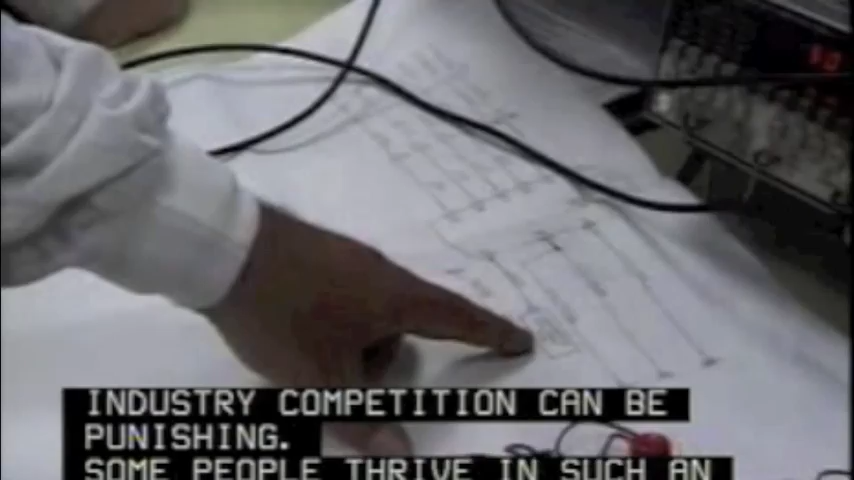 INDUSTRY COMPETITION CAN BE
PUNISHING.
SOME PEOPLE THRIVE IN SUCH AN